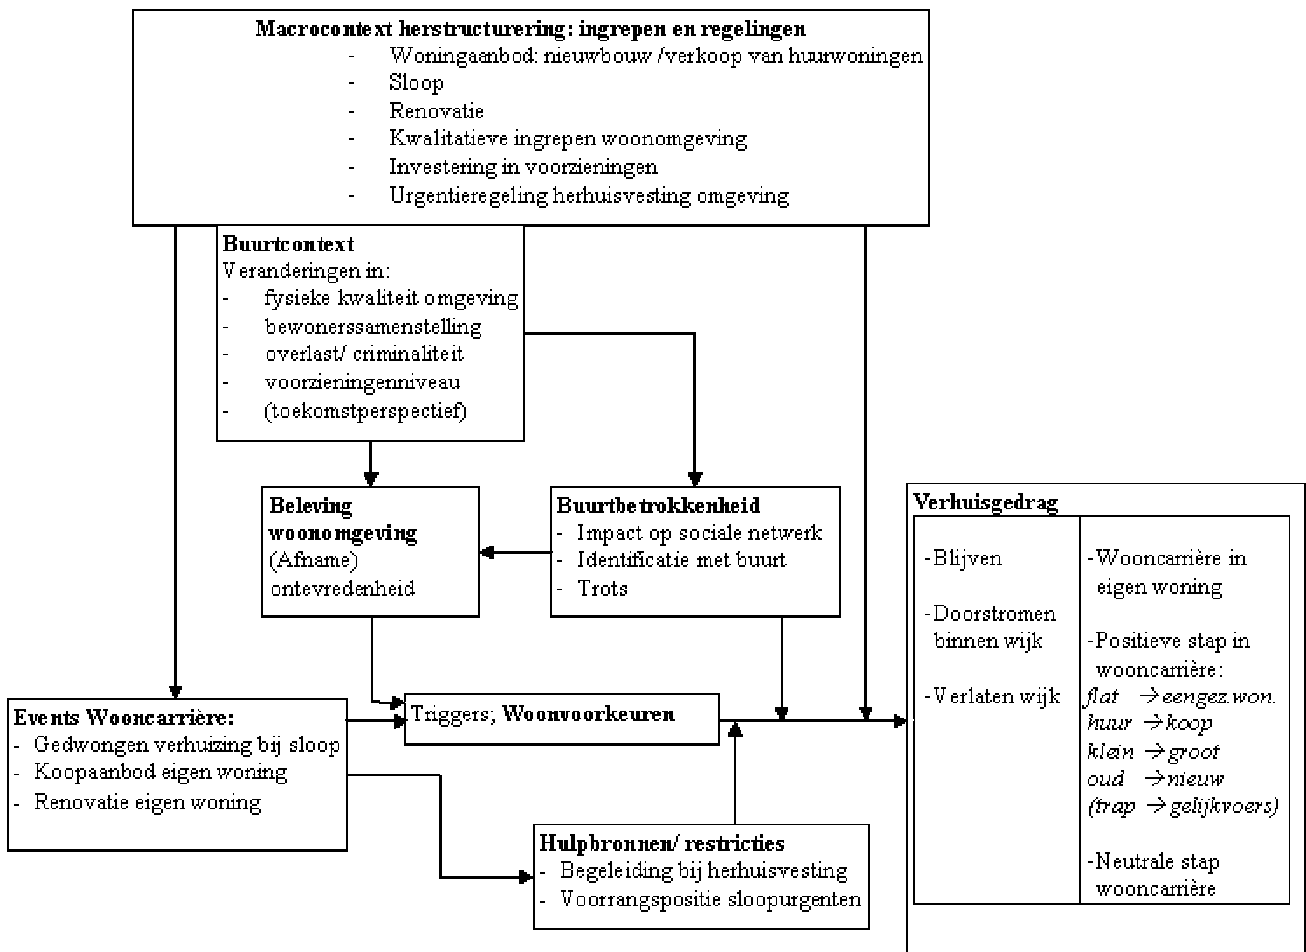 Macrocontext herstructurering: ingrepen en regelingen
- Woningaanbod: nieuwbouw /verkoop van huurwoningen
- Sloop
- Renovatie
- Kwalitatieve ingrepen woonomgeving
- Investering in voorzieningen
- Urgentieregeling herhuisvesting omgeving
Buurtcontext
Veranderingen in:
- fysieke kwaliteit omgeving
- bewonerssamenstelling
- overlast/ criminaliteit
- voorzieningenniveau
- (toekomstperspectief)
Beleving
woonomgeving
(Afname)
ontevredenheid
Buurtbetrokkenheid
- Impact op sociale netwerk
- Identificatie met buurt
- Trots
Events Wooncarrière:
- Gedwongen verhuizing bij sloop
- Koopaanbod eigen woning
- Renovatie eigen woning
Triggers; Woonvoorkeuren
Hulpbronnen/ restricties
- Begeleiding bij herhuisvesting
- Voorrangspositie sloopurgenten
Verhuisgedrag
-Blijven
-Doorstromen
binnen wijk
-Verlaten wijk
-Wooncarrière in
eigen woning
-Positieve stap in
wooncarrière:
flat →eengez.won.
huur →koop
klein →groot
oud →nieuw
(trap →gelijkvoers)
-Neutrale stap
wooncarrière